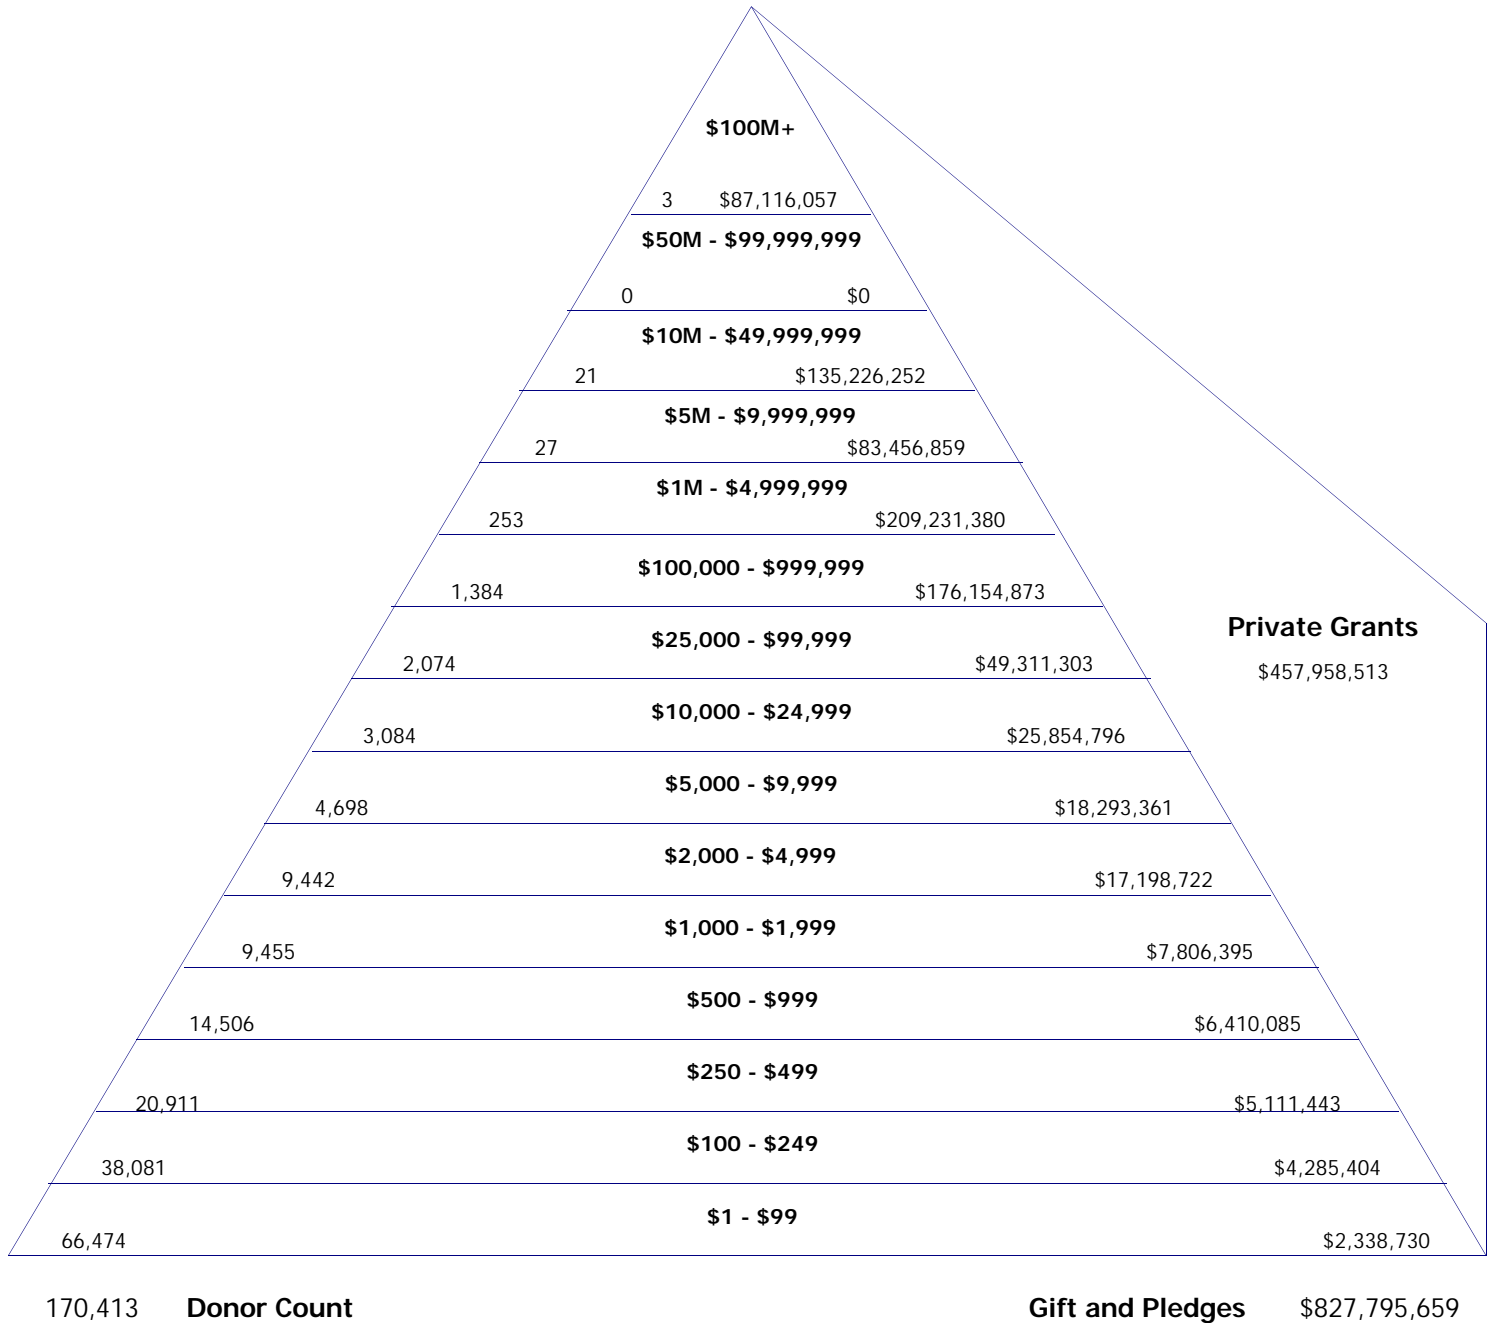 $100M+
3 $87,116,057
$50M - $99,999,999
0 $0
$10M - $49,999,999
21 $135,226,252
$5M - $9,999,999
27 $83,456,859
$1M - $4,999,999
253 $209,231,380
$100,000 - $999,999
1,384 $176,154,873
Private Grants
$25,000 - $99,999
2,074 $49,311,303
$457,958,513
$10,000 - $24,999
3,084 $25,854,796
$5,000 - $9,999
4,698 $18,293,361
$2,000 - $4,999
9,442 $17,198,722
$1,000 - $1,999
9,455 $7,806,395
$500 - $999
14,506 $6,410,085
$250 - $499
20,911 $5,111,443
$100 - $249
38,081 $4,285,404
$1 - $99
66,474 $2,338,730
170,413 Donor Count Gift and Pledges $827,795,659